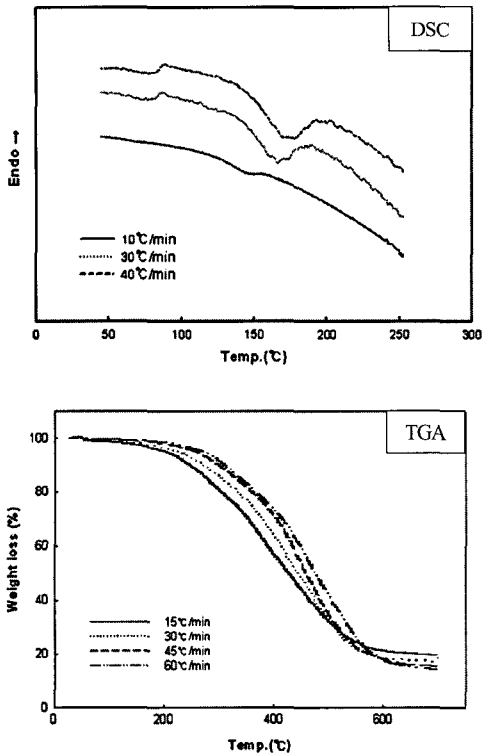 DSC
Endo →
10℃/min
30℃/min
40℃/min
0 50 100 150 200 250 300
Temp.(℃)
TGA
100
80
60
40
20
0
Weight loss (%)
15℃/min
30℃/min
45℃/min
60℃/min
0 200 400 600
Temp.(℃)